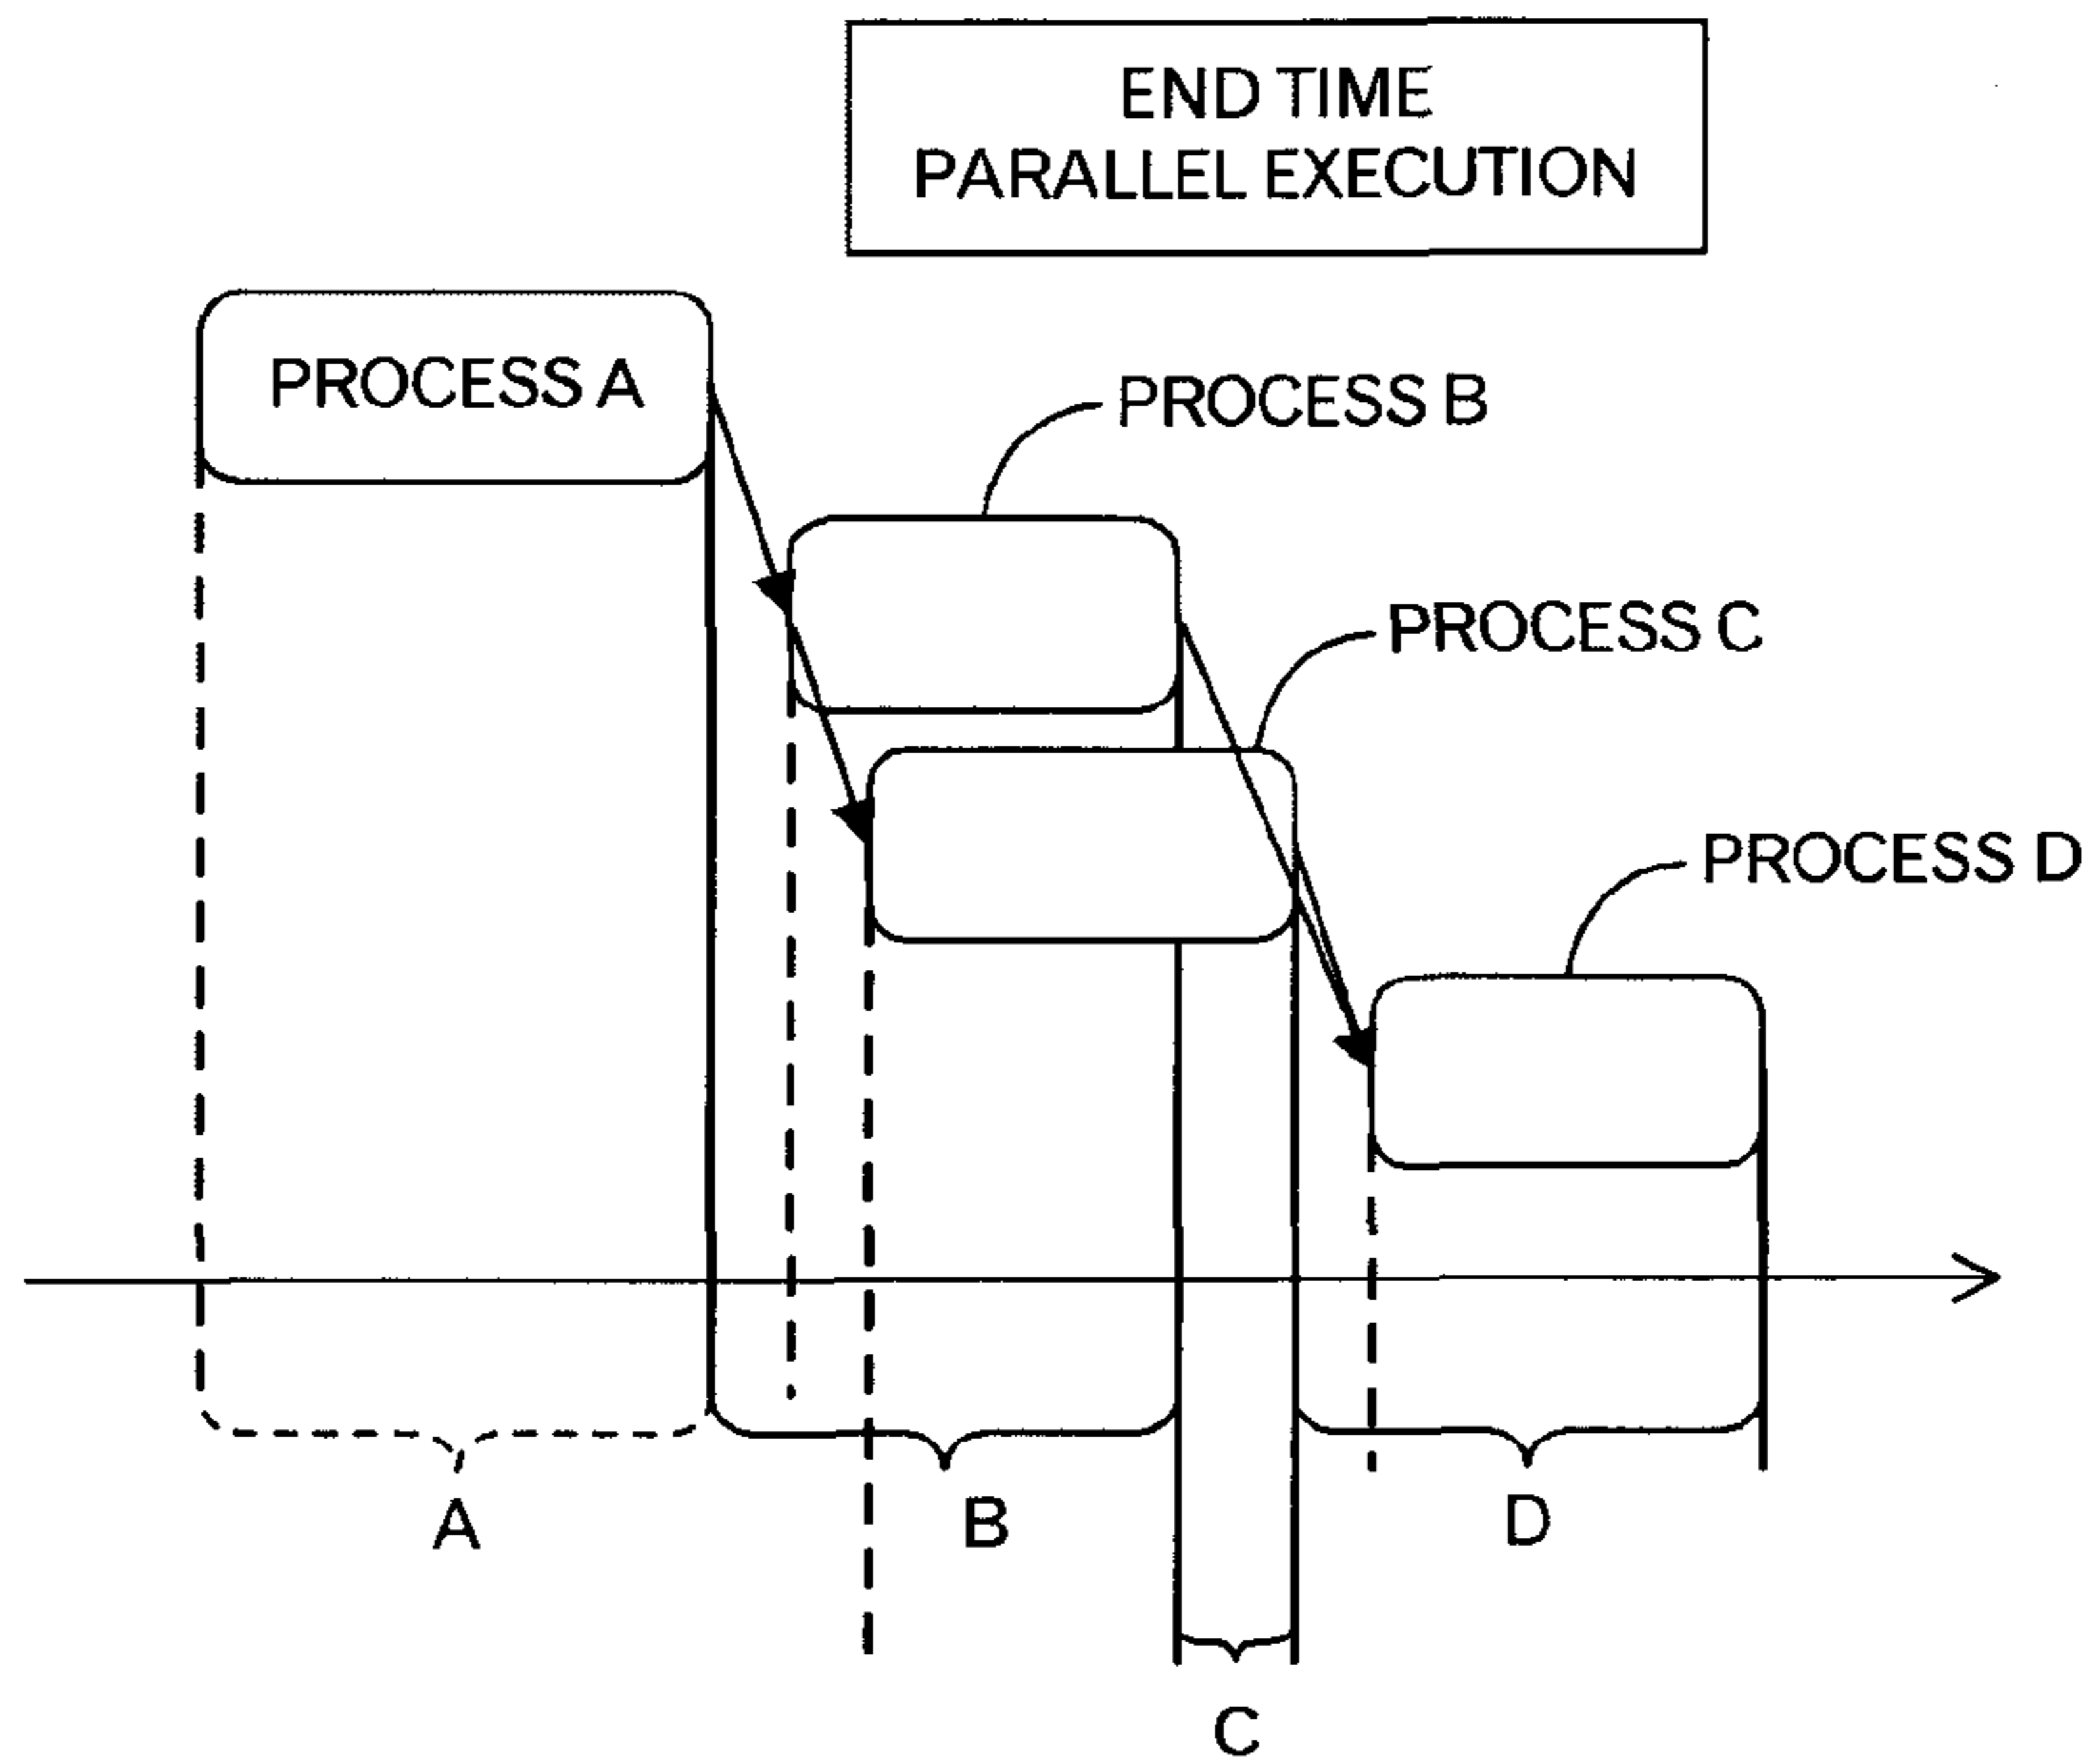 END TIME
PARALLEL EXECUTION
PROCESS A
PROCESS B
PROCESS C
PROCESS D
A
B
D
C